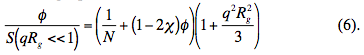 ϕ/S(qR_g <<1) = (1/N + (1-2χ)ϕ)(1 + q²R_g²/3) (6).